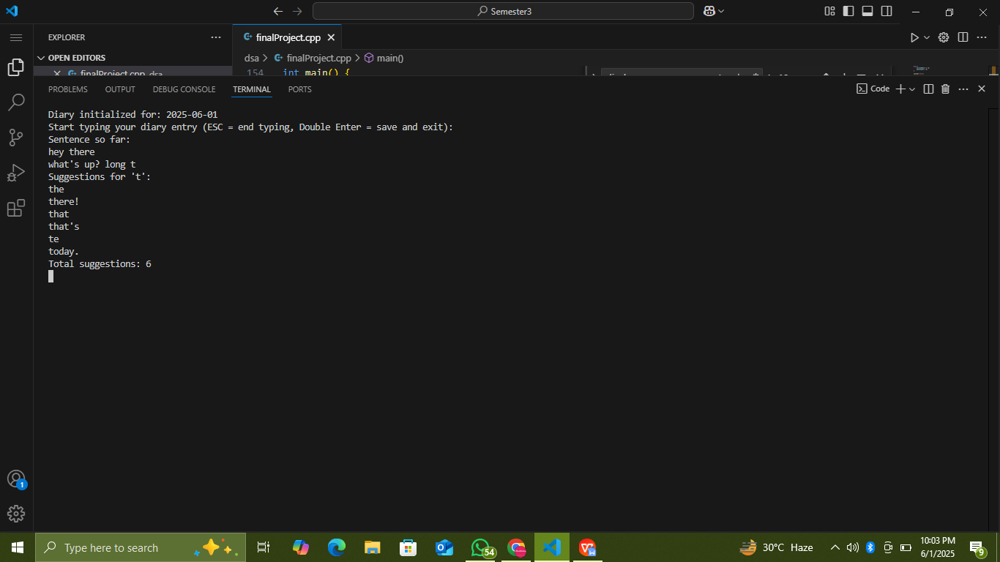 Semester3
EXPLORER
finalProject.cpp
OPEN EDITORS
dsa > finalProject.cpp > main()
finalProject.cpp dsa
154 int main() {
PROBLEMS OUTPUT DEBUG CONSOLE TERMINAL PORTS
Code
Diary initialized for: 2025-06-01
Start typing your diary entry (ESC = end typing, Double Enter = save and exit):
Sentence so far:
hey there
what's up? long t
Suggestions for 't':
the
there!
that
that's
te
today.
Total suggestions: 6
1
Type here to search
54
30°C Haze
10:03 PM
6/1/2025
9